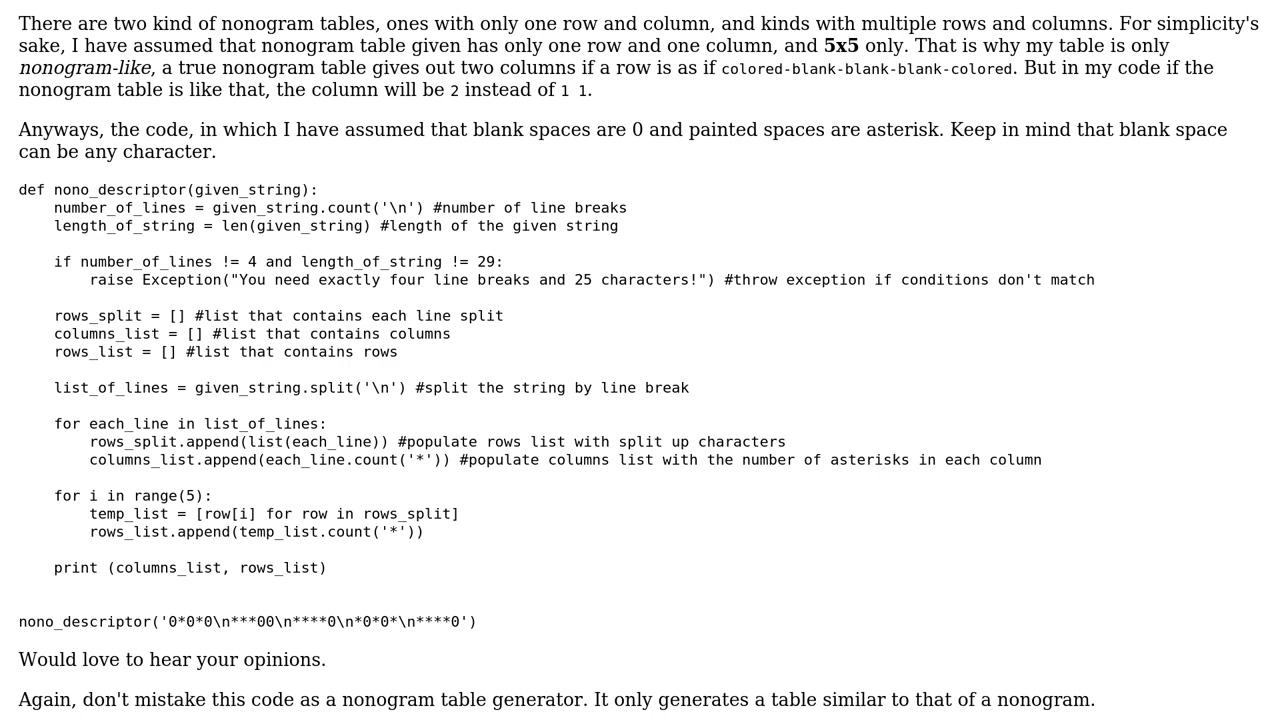 There are two kind of nonogram tables, ones with only one row and column, and kinds with multiple rows and columns. For simplicity's
sake, I have assumed that nonogram table given has only one row and one column, and 5x5 only. That is why my table is only
nonogram-like, a true nonogram table gives out two columns if a row is as if colored-blank-blank-blank-colored. But in my code if the
nonogram table is like that, the column will be 2 instead of 1 1.
Anyways, the code, in which I have assumed that blank spaces are 0 and painted spaces are asterisk. Keep in mind that blank space
can be any character.
def nono_descriptor(given_string):
    number_of_lines = given_string.count('\n') #number of line breaks
    length_of_string = len(given_string) #length of the given string
    if number_of_lines != 4 and length_of_string != 29:
        raise Exception("You need exactly four line breaks and 25 characters!") #throw exception if conditions don't match
    rows_split = [] #list that contains each line split
    columns_list = [] #list that contains columns
    rows_list = [] #list that contains rows
    list_of_lines = given_string.split('\n') #split the string by line break
    for each_line in list_of_lines:
        rows_split.append(list(each_line)) #populate rows list with split up characters
        columns_list.append(each_line.count('*')) #populate columns list with the number of asterisks in each column
    for i in range(5):
        temp_list = [row[i] for row in rows_split]
        rows_list.append(temp_list.count('*'))
    print (columns_list, rows_list)
nono_descriptor('0*0*0\n***00\n****0\n*0*0*\n****0')
Would love to hear your opinions.
Again, don't mistake this code as a nonogram table generator. It only generates a table similar to that of a nonogram.